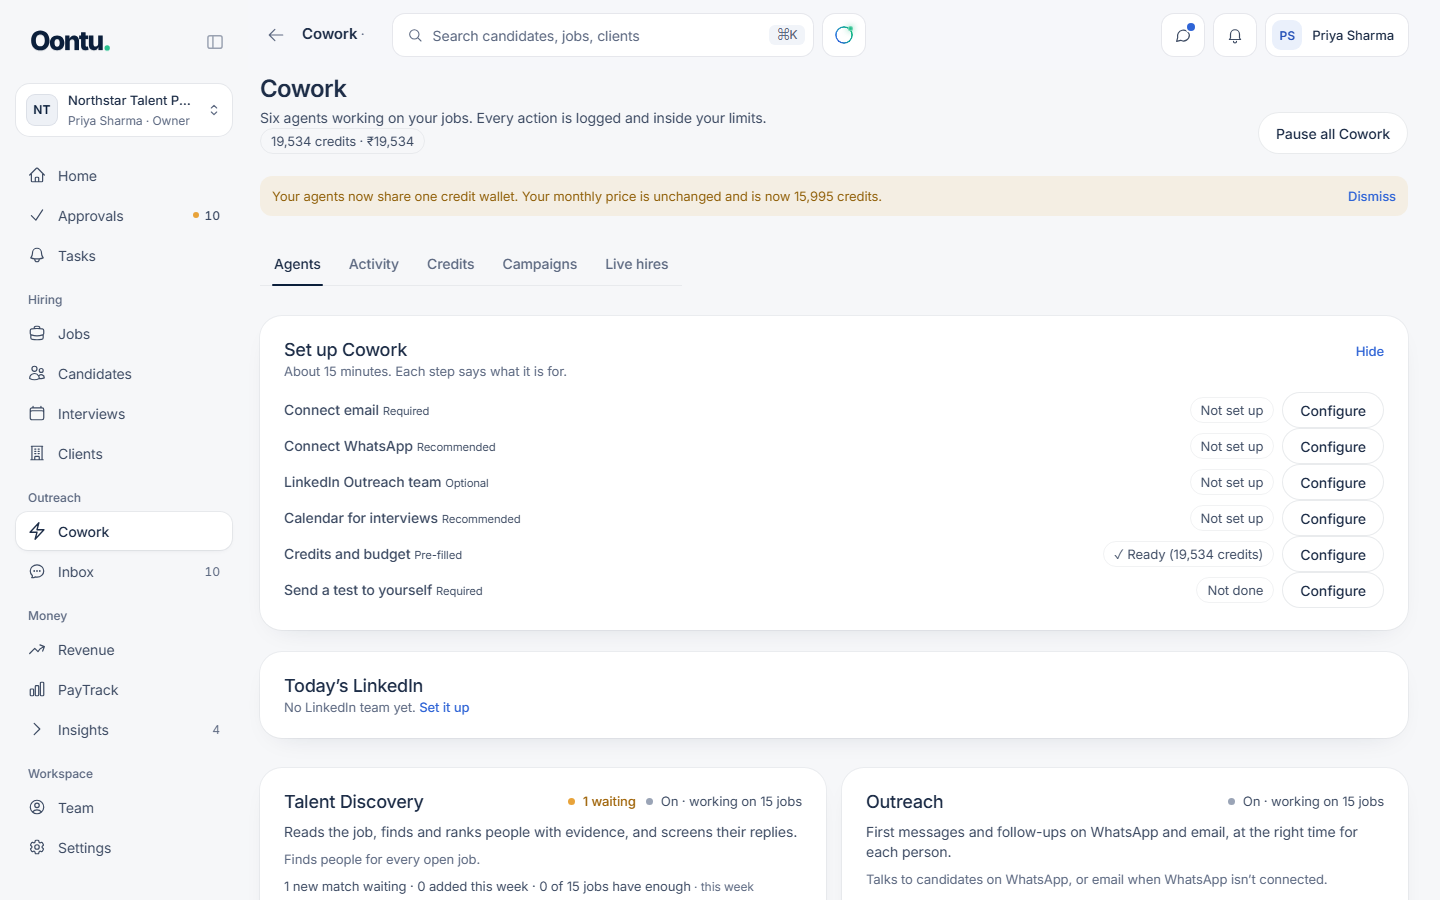 Oontu.
NT
Northstar Talent P...
Priya Sharma · Owner
Home
Approvals
10
Tasks
Hiring
Jobs
Candidates
Interviews
Clients
Outreach
Cowork
Inbox
10
Money
Revenue
PayTrack
Insights
4
Workspace
Team
Settings
Cowork ·
Search candidates, jobs, clients
⌘K
PS
Priya Sharma
Cowork
Six agents working on your jobs. Every action is logged and inside your limits.
19,534 credits · ₹19,534
Pause all Cowork
Your agents now share one credit wallet. Your monthly price is unchanged and is now 15,995 credits.
Dismiss
Agents
Activity
Credits
Campaigns
Live hires
Set up Cowork
Hide
About 15 minutes. Each step says what it is for.
Connect email Required
Not set up
Configure
Connect WhatsApp Recommended
Not set up
Configure
LinkedIn Outreach team Optional
Not set up
Configure
Calendar for interviews Recommended
Not set up
Configure
Credits and budget Pre-filled
✓ Ready (19,534 credits)
Configure
Send a test to yourself Required
Not done
Configure
Today’s LinkedIn
No LinkedIn team yet. Set it up
Talent Discovery
1 waiting
On · working on 15 jobs
Reads the job, finds and ranks people with evidence, and screens their replies.
Finds people for every open job.
1 new match waiting · 0 added this week · 0 of 15 jobs have enough · this week
Outreach
On · working on 15 jobs
First messages and follow-ups on WhatsApp and email, at the right time for
each person.
Talks to candidates on WhatsApp, or email when WhatsApp isn’t connected.